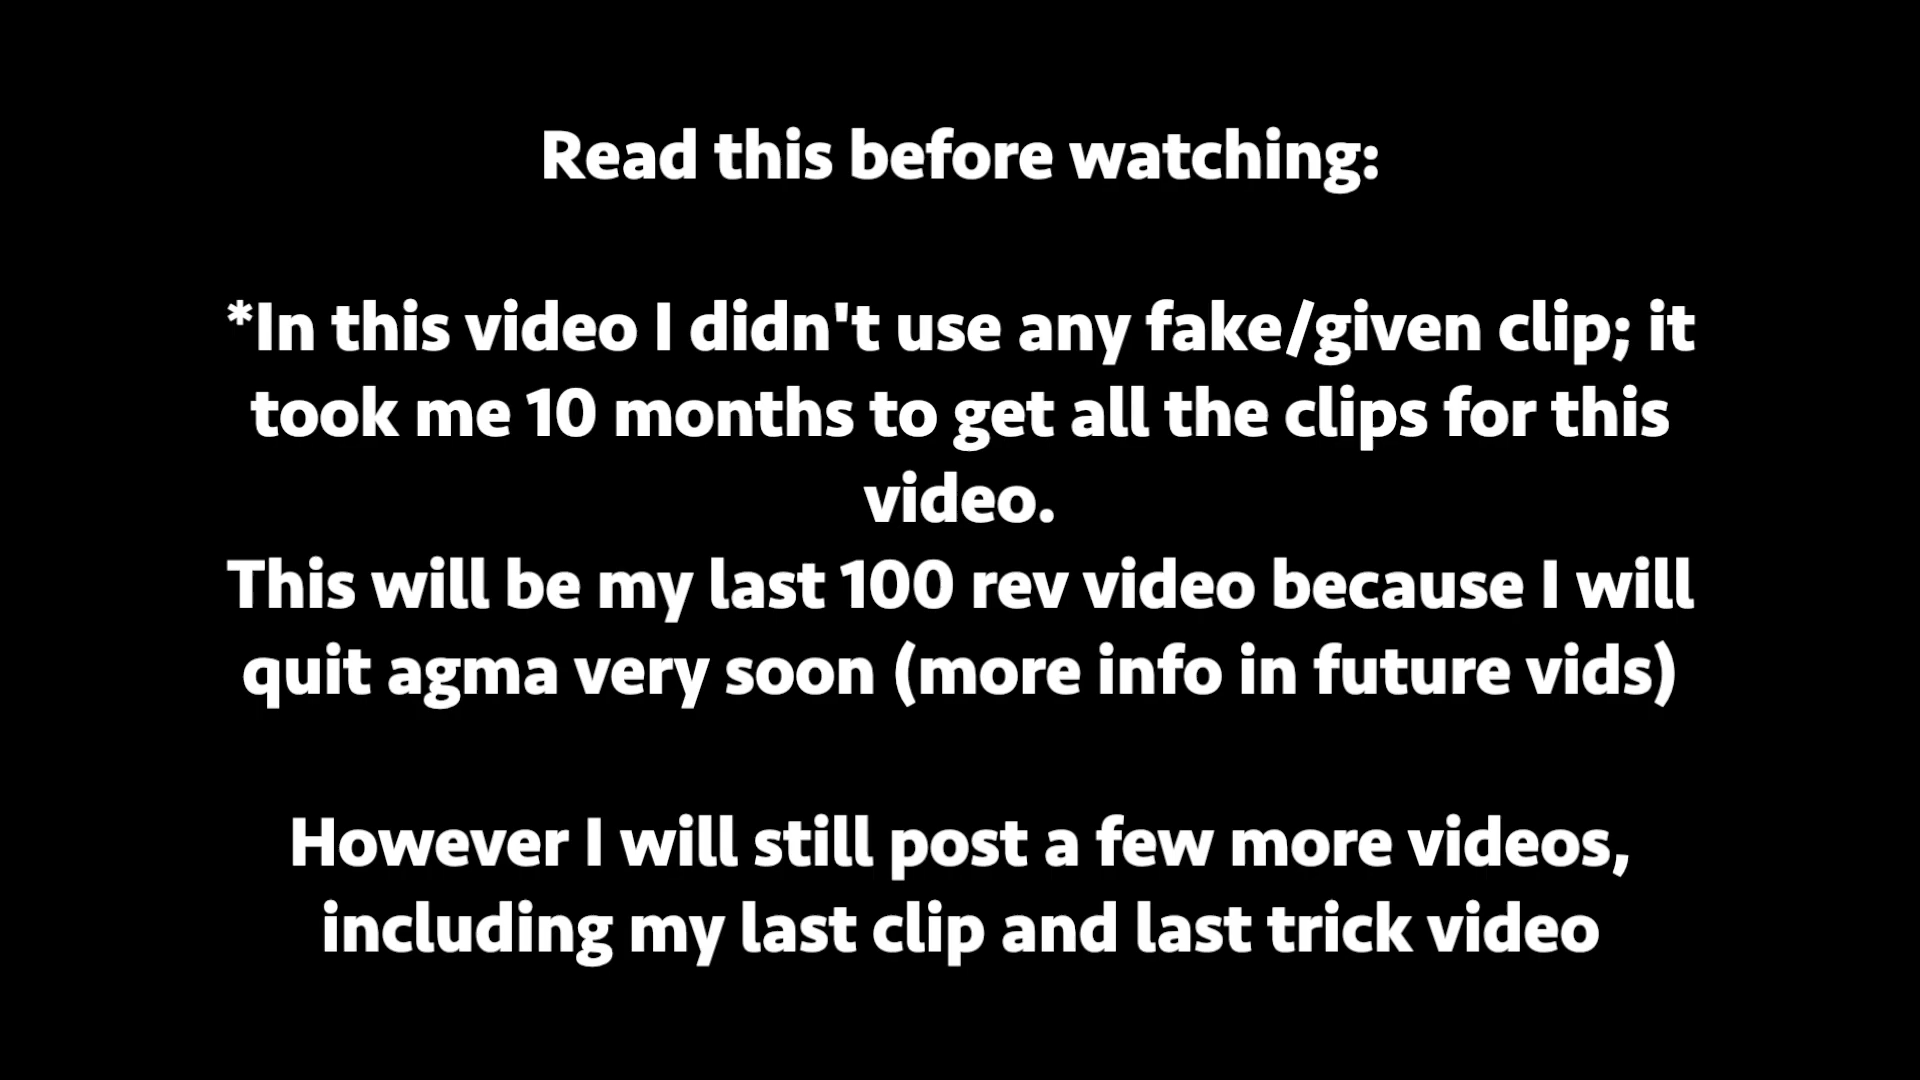 Read this before watching:
*In this video I didn't use any fake/given clip; it
took me 10 months to get all the clips for this
video.
This will be my last 100 rev video because I will
quit agma very soon (more info in future vids)
However I will still post a few more videos,
including my last clip and last trick video